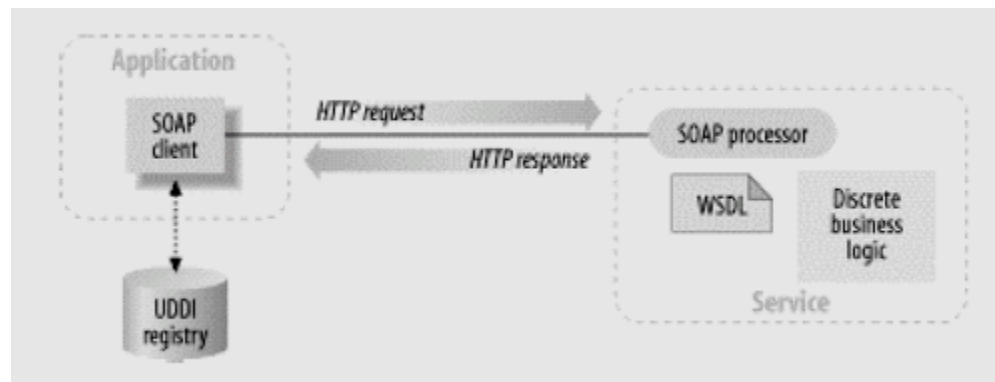 Application
SOAP
client
HTTP request
HTTP response
SOAP processor
WSDL
Discrete
business
logic
Service
UDDI
registry